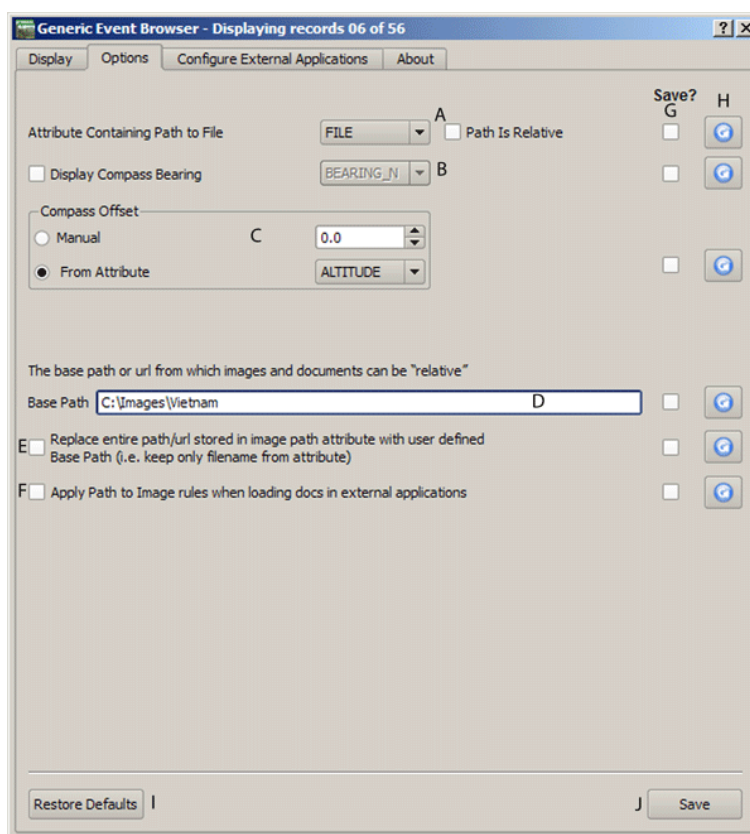 Generic Event Browser - Displaying records 06 of 56
Display Options Configure External Applications About
Save? H
A G
Attribute Containing Path to File FILE Path Is Relative
Display Compass Bearing BEARING_N B
Compass Offset
Manual C 0.0
From Attribute ALTITUDE
The base path or url from which images and documents can be "relative"
Base Path C:\Images\Vietnam D
E Replace entire path/url stored in image path attribute with user defined
Base Path (i.e. keep only filename from attribute)
F Apply Path to Image rules when loading docs in external applications
Restore Defaults I J Save